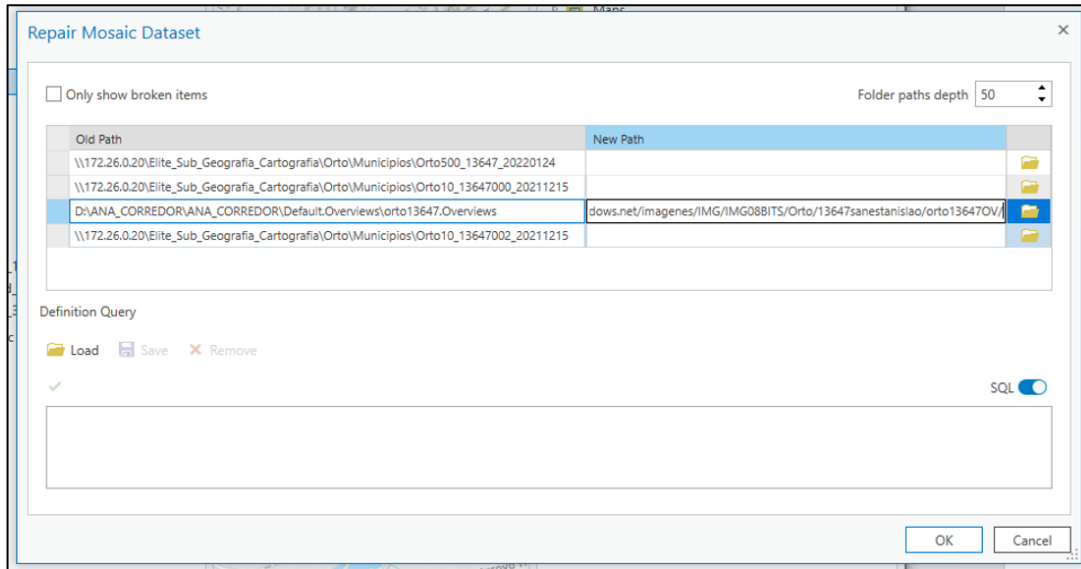 Maps
Repair Mosaic Dataset
Only show broken items
Folder paths depth 50
Old Path New Path
\\172.26.0.20\Elite_Sub_Geografia_Cartografia\Orto\Municipios\Orto500_13647_20220124
\\172.26.0.20\Elite_Sub_Geografia_Cartografia\Orto\Municipios\Orto10_13647000_20211215
D:\ANA_CORREDOR\ANA_CORREDOR\Default.Overviews\orto13647.Overviews dows.net/imagenes/IMG/IMG08BITS/Orto/13647sanestanislao/orto13647OV/
\\172.26.0.20\Elite_Sub_Geografia_Cartografia\Orto\Municipios\Orto10_13647002_20211215
Definition Query
Load Save Remove
SQL
OK Cancel